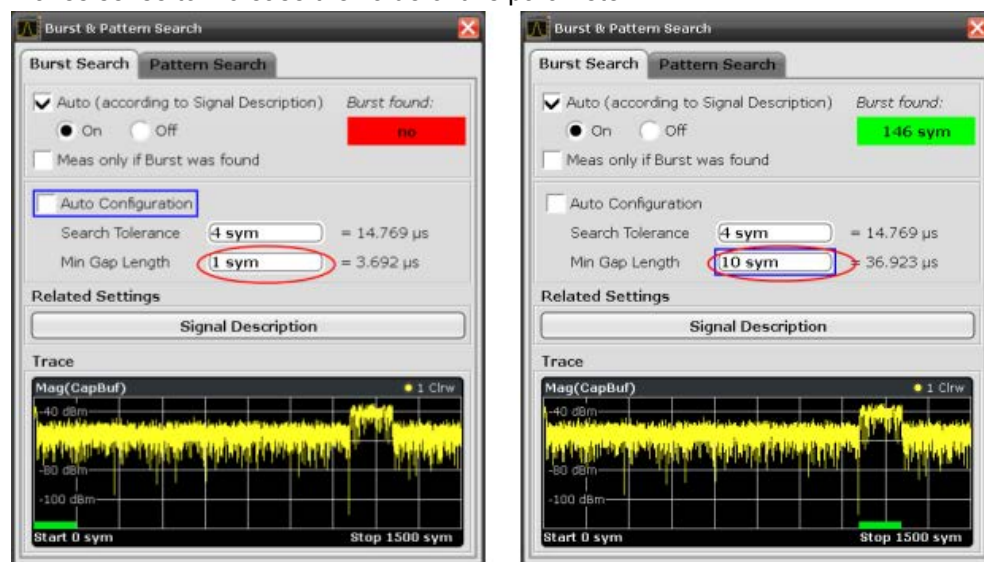 Burst & Pattern Search
Burst Search Pattern Search
Auto (according to Signal Description) Burst found:
On Off no
Meas only if Burst was found
Auto Configuration
Search Tolerance 4 sym = 14.769 µs
Min Gap Length 1 sym = 3.692 µs
Related Settings
Signal Description
Trace
Mag(CapBuf) 1 Clrw
-40 dBm
-80 dBm
-100 dBm
Start 0 sym Stop 1500 sym
Burst & Pattern Search
Burst Search Pattern Search
Auto (according to Signal Description) Burst found:
On Off 146 sym
Meas only if Burst was found
Auto Configuration
Search Tolerance 4 sym = 14.769 µs
Min Gap Length 10 sym = 36.923 µs
Related Settings
Signal Description
Trace
Mag(CapBuf) 1 Clrw
-40 dBm
-80 dBm
-100 dBm
Start 0 sym Stop 1500 sym